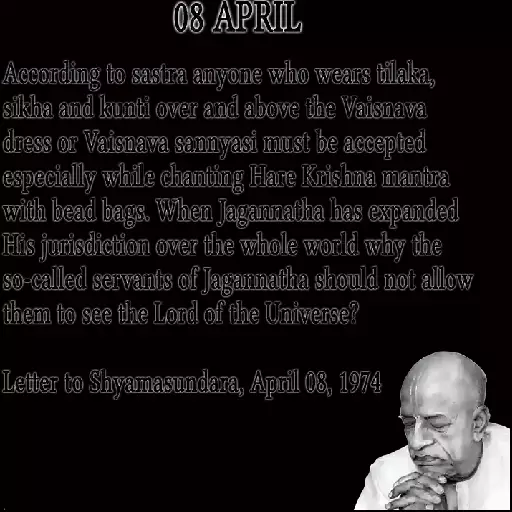 08 APRIL
According to sastra anyone who wears tilaka,
sikha and kunti over and above the Vaisnava
dress or Vaisnava sannyasi must be accepted
especially while chanting Hare Krishna mantra
with bead bags. When Jagannatha has expanded
His jurisdiction over the whole world why the
so-called servants of Jagannatha should not allow
them to see the Lord of the Universe?
Letter to Shyamasundara, April 08, 1974